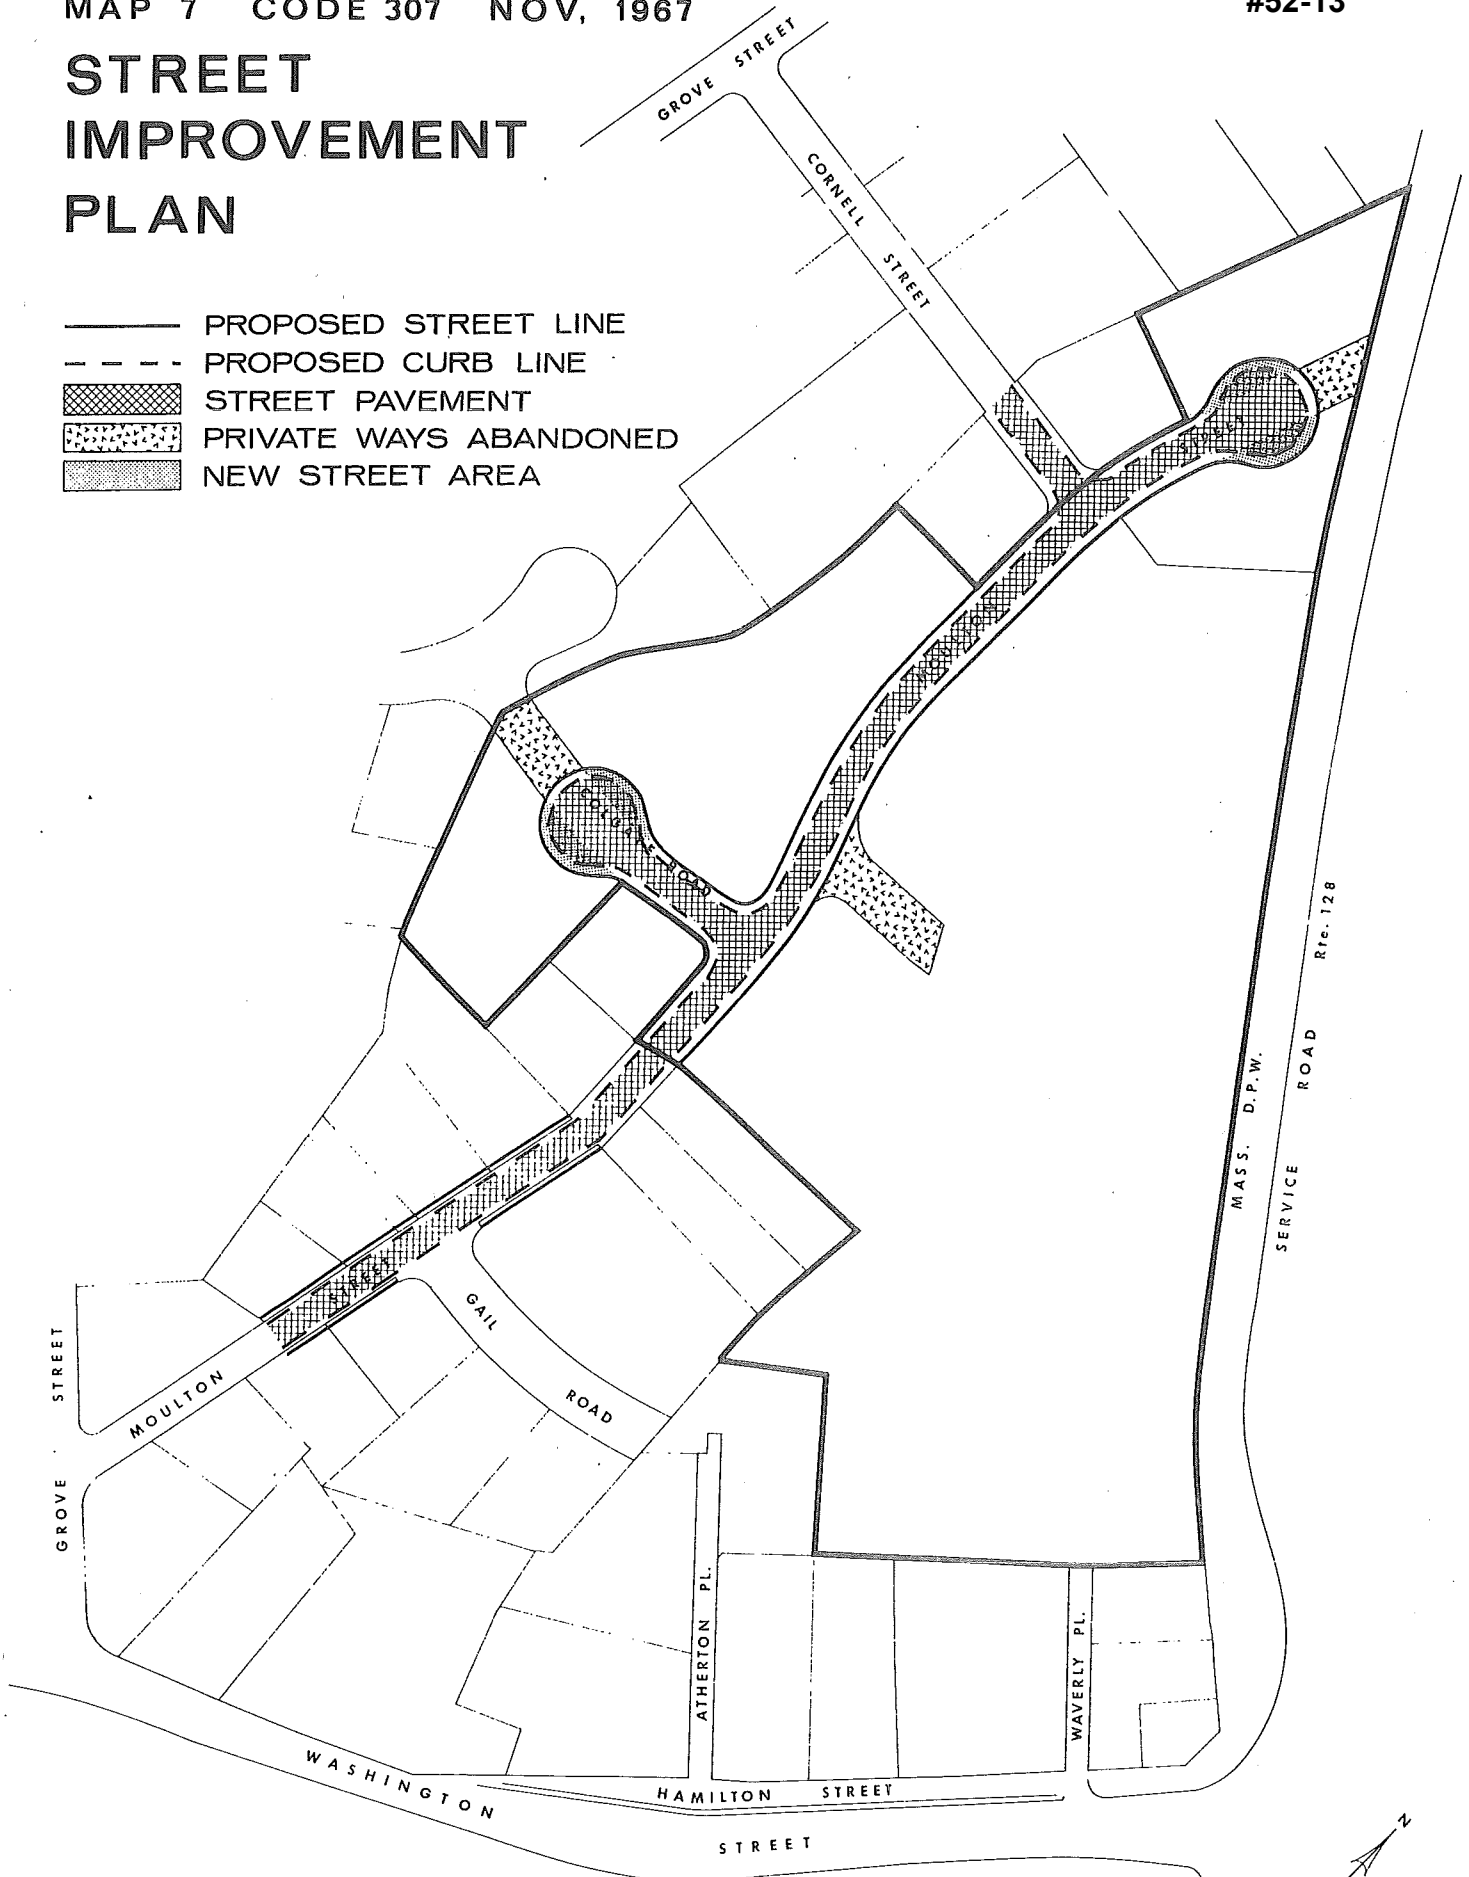 MAP 7 CODE 307 NOV, 1967
#52-13
STREET
IMPROVEMENT
PLAN
PROPOSED STREET LINE
PROPOSED CURB LINE
STREET PAVEMENT
PRIVATE WAYS ABANDONED
NEW STREET AREA
GROVE STREET
CORNELL STREET
STREET
MOULTON
COLGATE ROAD
Rte. 128
MASS. D.P.W.
SERVICE ROAD
STREET
GAIL ROAD
MOULTON
GROVE STREET
ATHERTON PL.
WAVERLY PL.
WASHINGTON
HAMILTON STREET
STREET
N